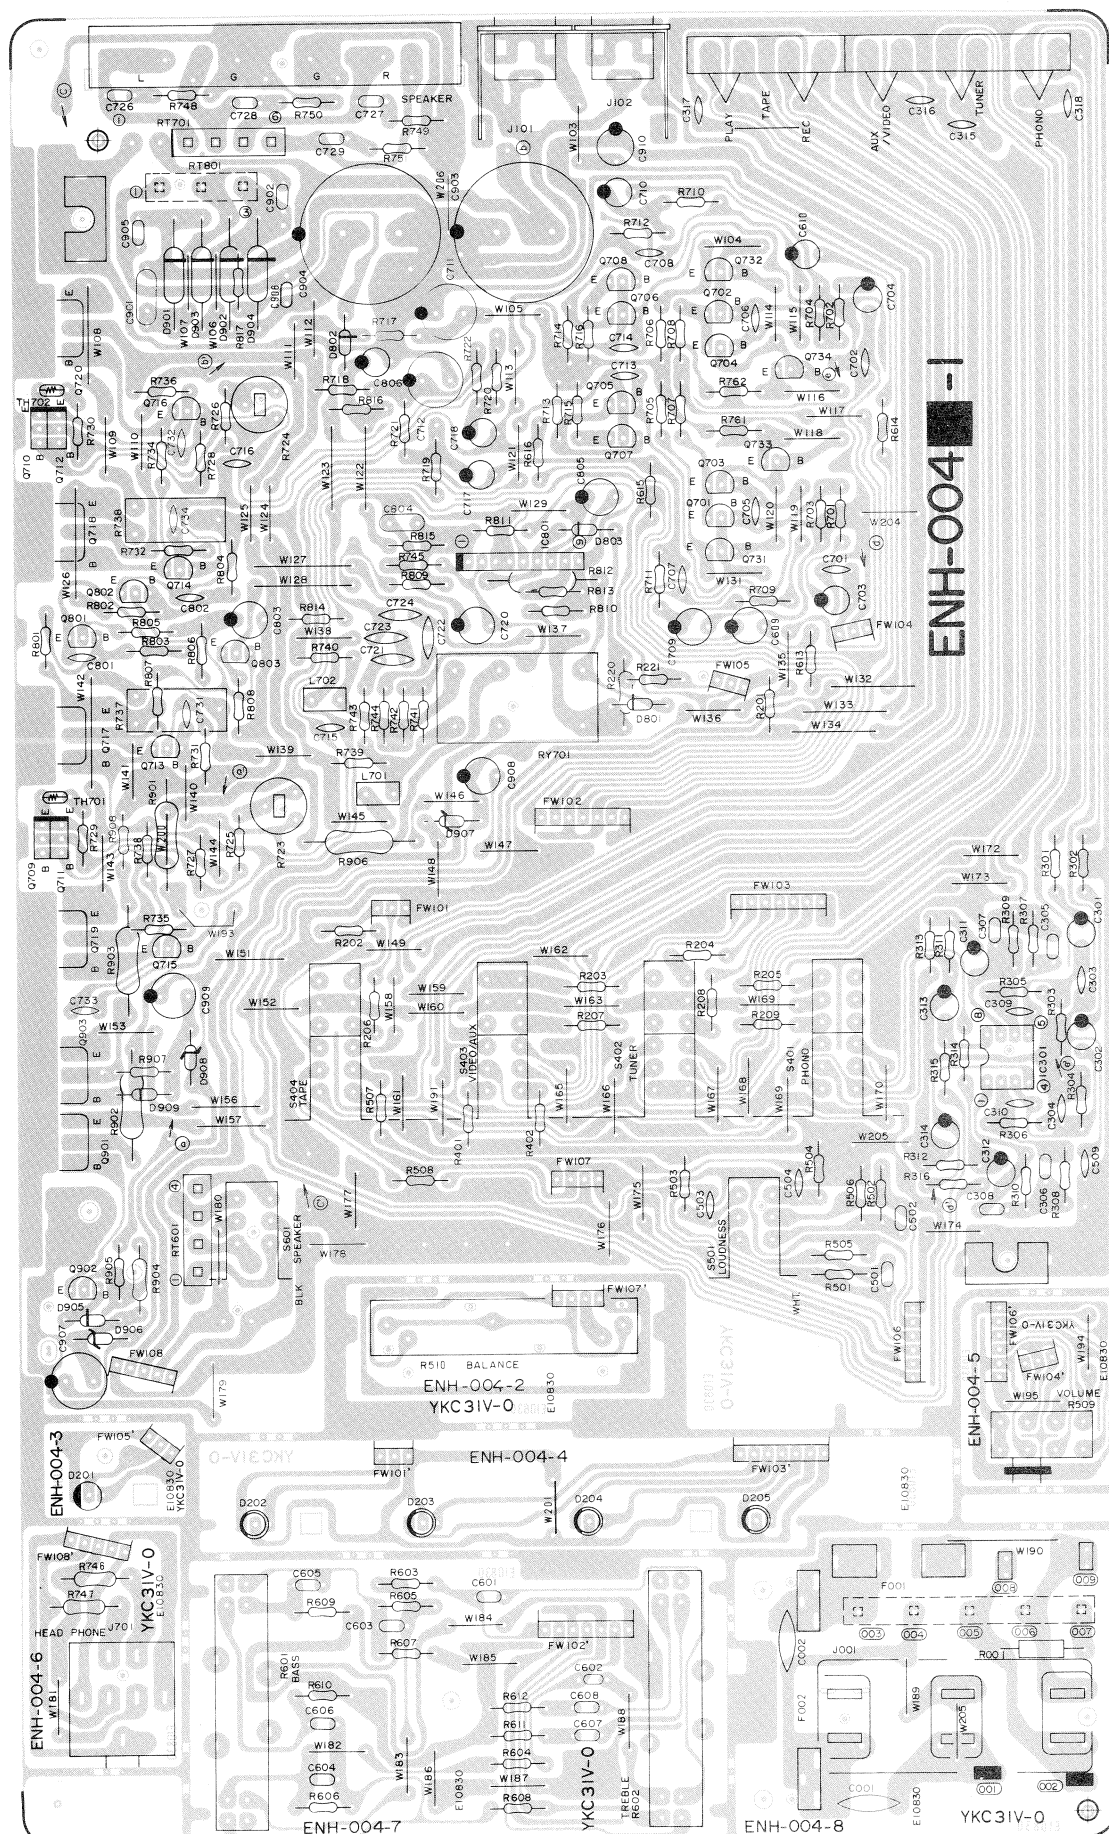 L G G R
C726 R748 C728 R750 C727 SPEAKER
R749
J102
C317 PLAY TAPE REC AUX /VIDEO C316 C315 TUNER PHONO C318
RT701 C729 R75 J101 W103 C910
RT801 C902 W206 C903 C710 R710
C905 R712 W104 C610
C708 Q708 Q732
C901 D901 W107 D903 W106 D902 R817 D904 C906 C904 C711 Q706 Q702 C704
W108 W111 W112 D802 R717 R722 W105 R714 R716 C714 R706 R708 C706 W114 W115 R704 R702
Q704 Q734 C702
Q720 R736 R718 C806 R720 W113 C713 R762 W116
TH702 Q716 R726 R816 Q705 W117
Q710 Q712 R730 W109 W110 R734 C732 R728 C716 R724 R721 C712 C718 R713 R715 R705 R707 R761 W118 R614
W123 W122 R719 C717 W121 R616 Q707 Q733
C805 R615 Q703
Q718 R738 C734 W125 W124 C804 W129 Q701 C705 W120 W119 R703 R701 W204
R811 IC801 D803
R732 R815 Q731
W126 Q714 R804 W127 R745 R812 R711 C707 W131 C701
Q802 W128 R809 R813 R709
R802 C802 C803 R814 C724 R810 C703
Q801 R805 W138 C723 C722 C720 W137 C709 C609 FW104
R801 R803 R806 Q803 R740 C721 W135 R613
C801 W142 R807 L702 R220 R221 FW105 W132
R737 C731 R808 R743 R744 R742 R741 D801 W136 R201 W133
Q717 C715 W134
Q713 R731 W139 R739 RY701
W141 R901 W140 L701 C908
TH701 W146 FW102
R729 R908 W145 D907
Q709 Q711 W143 R738 W200 R727 W144 R725 R723 R906 W148 W147 W172 R301 R302
W173
FW101 FW103
Q719 R735 W193 R202 W149 W162 R204 R313 R311 C311 C307 R309 R307 C305 C301
R903 Q715 W151
C909 W152 W159 R203 R205 R305 C303
C733 R206 W158 W160 W163 R208 W169 C313 C309 R303
Q803 W153 R207 R209 C302
R907 D908 S404 TAPE S403 VIDEO/AUX S402 TUNER S401 PHONO R315 R314 IC301
D909 W156 R507 W161 W191 W165 W166 W167 W168 W169 W170 R304
Q901 R902 W157 R401 R402 W205 C314 C310 C304
R306
R508 FW107 R503 R504 R312 C312 C509
RT601 W180 S601 SPEAKER W177 W175 C503 C504 R506 R502 C502 R316 R310 C306 R308
C308
W178 W176 S501 LOUDNESS R505 W174
Q902 R905 R904 BLK R501 C501
D905 FW107' WHT.
C907 D906 FW106 FW106' YKC31V-0 W194
FW108 R510 BALANCE FW104' E10830
W179 ENH-004-2 E10830 ENH-004-5 W195 VOLUME
YKC31V-0 R509
ENH-004-1
ENH-004-3 FW105' YKC31V-0 FW101' ENH-004-4 FW103'
D201 E10830 YKC31V-0 D202 D203 W201 D204 D205 E10830
FW108'
R746 YKC31V-0 E10830 C605 R603 C601 W190
R747 R609 R605 F001 008 009
HEAD PHONE J701 C603 W184 FW102' 003 004 005 006 007
R607 C002 J001 R001
ENH-004-6 W181 R601 BASS W185 C602
R610 R612 C608 W188 F002 W189 W205
C606 R611 C607
W182 W183 W186 R604
C604 E10830 W187 YKC31V-0 TREBLE R602 001 002
R606 R608 C001 E10830
ENH-004-7 ENH-004-8 YKC31V-0